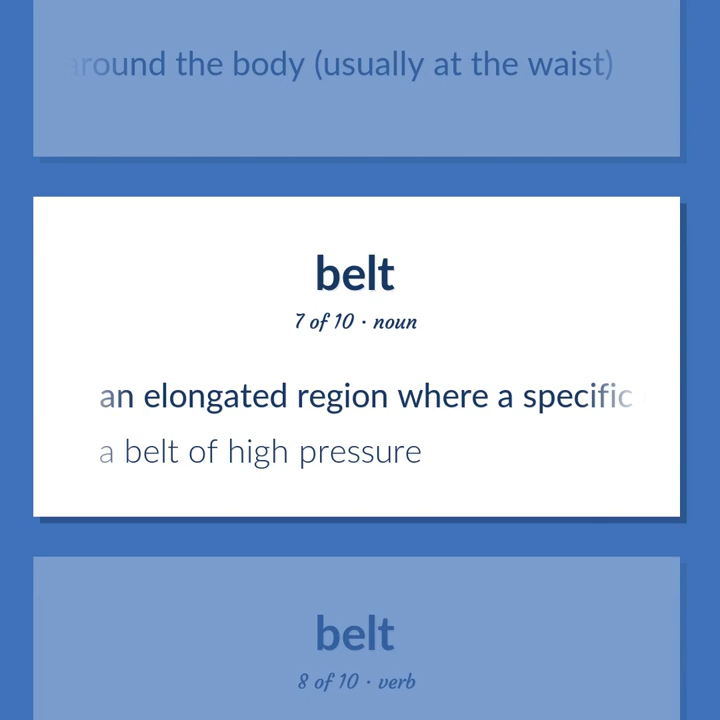 around the body (usually at the waist)
belt
7 of 10 · noun
an elongated region where a specific
a belt of high pressure
belt
8 of 10 · verb